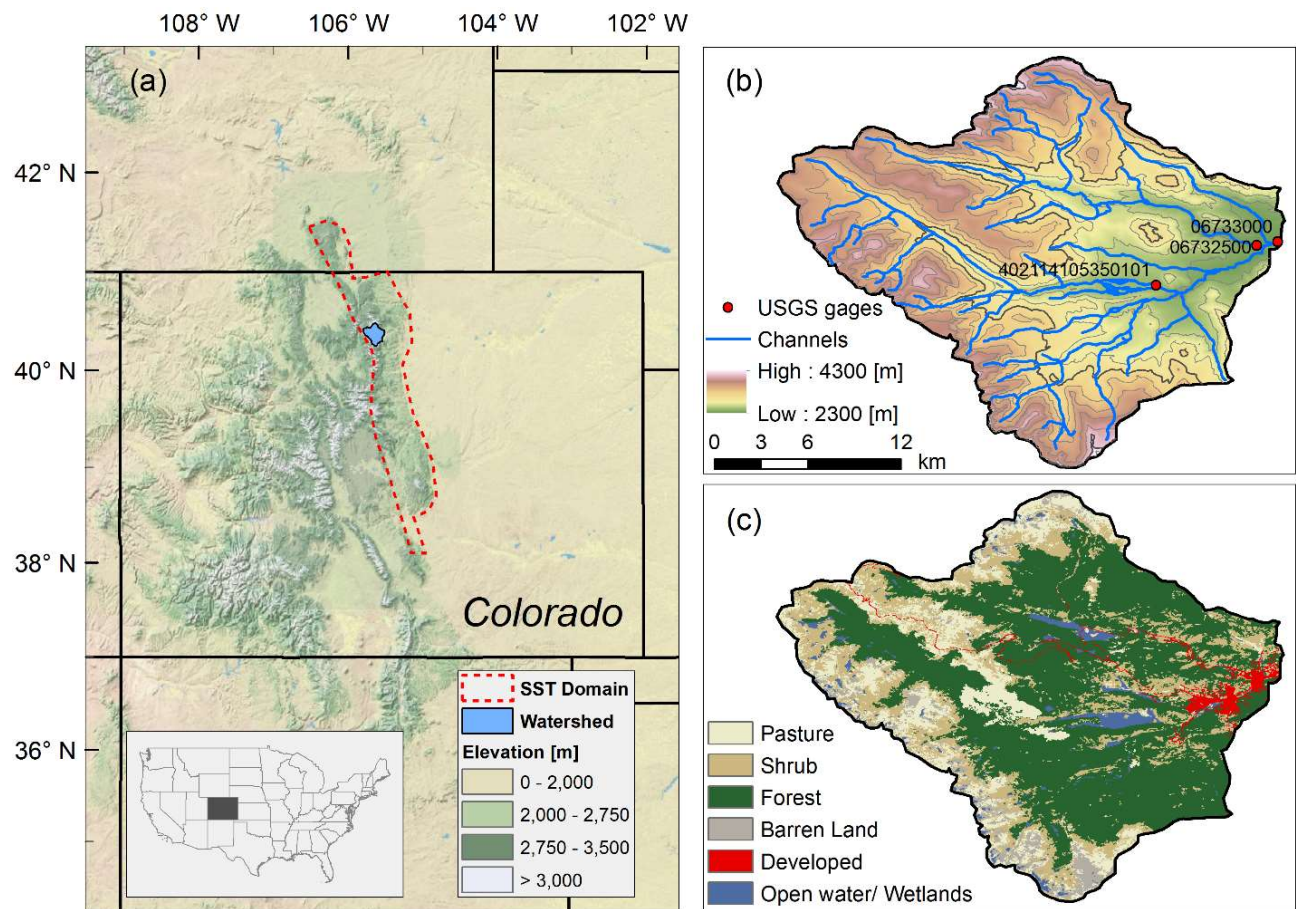 108° W
106° W
104° W
102° W
(a)
42° N
40° N
38° N
36° N
Colorado
SST Domain
Watershed
Elevation [m]
0 - 2,000
2,000 - 2,750
2,750 - 3,500
> 3,000
(b)
06733000
06732500
402114105350101
USGS gages
Channels
High : 4300 [m]
Low : 2300 [m]
0 3 6 12
km
(c)
Pasture
Shrub
Forest
Barren Land
Developed
Open water/ Wetlands